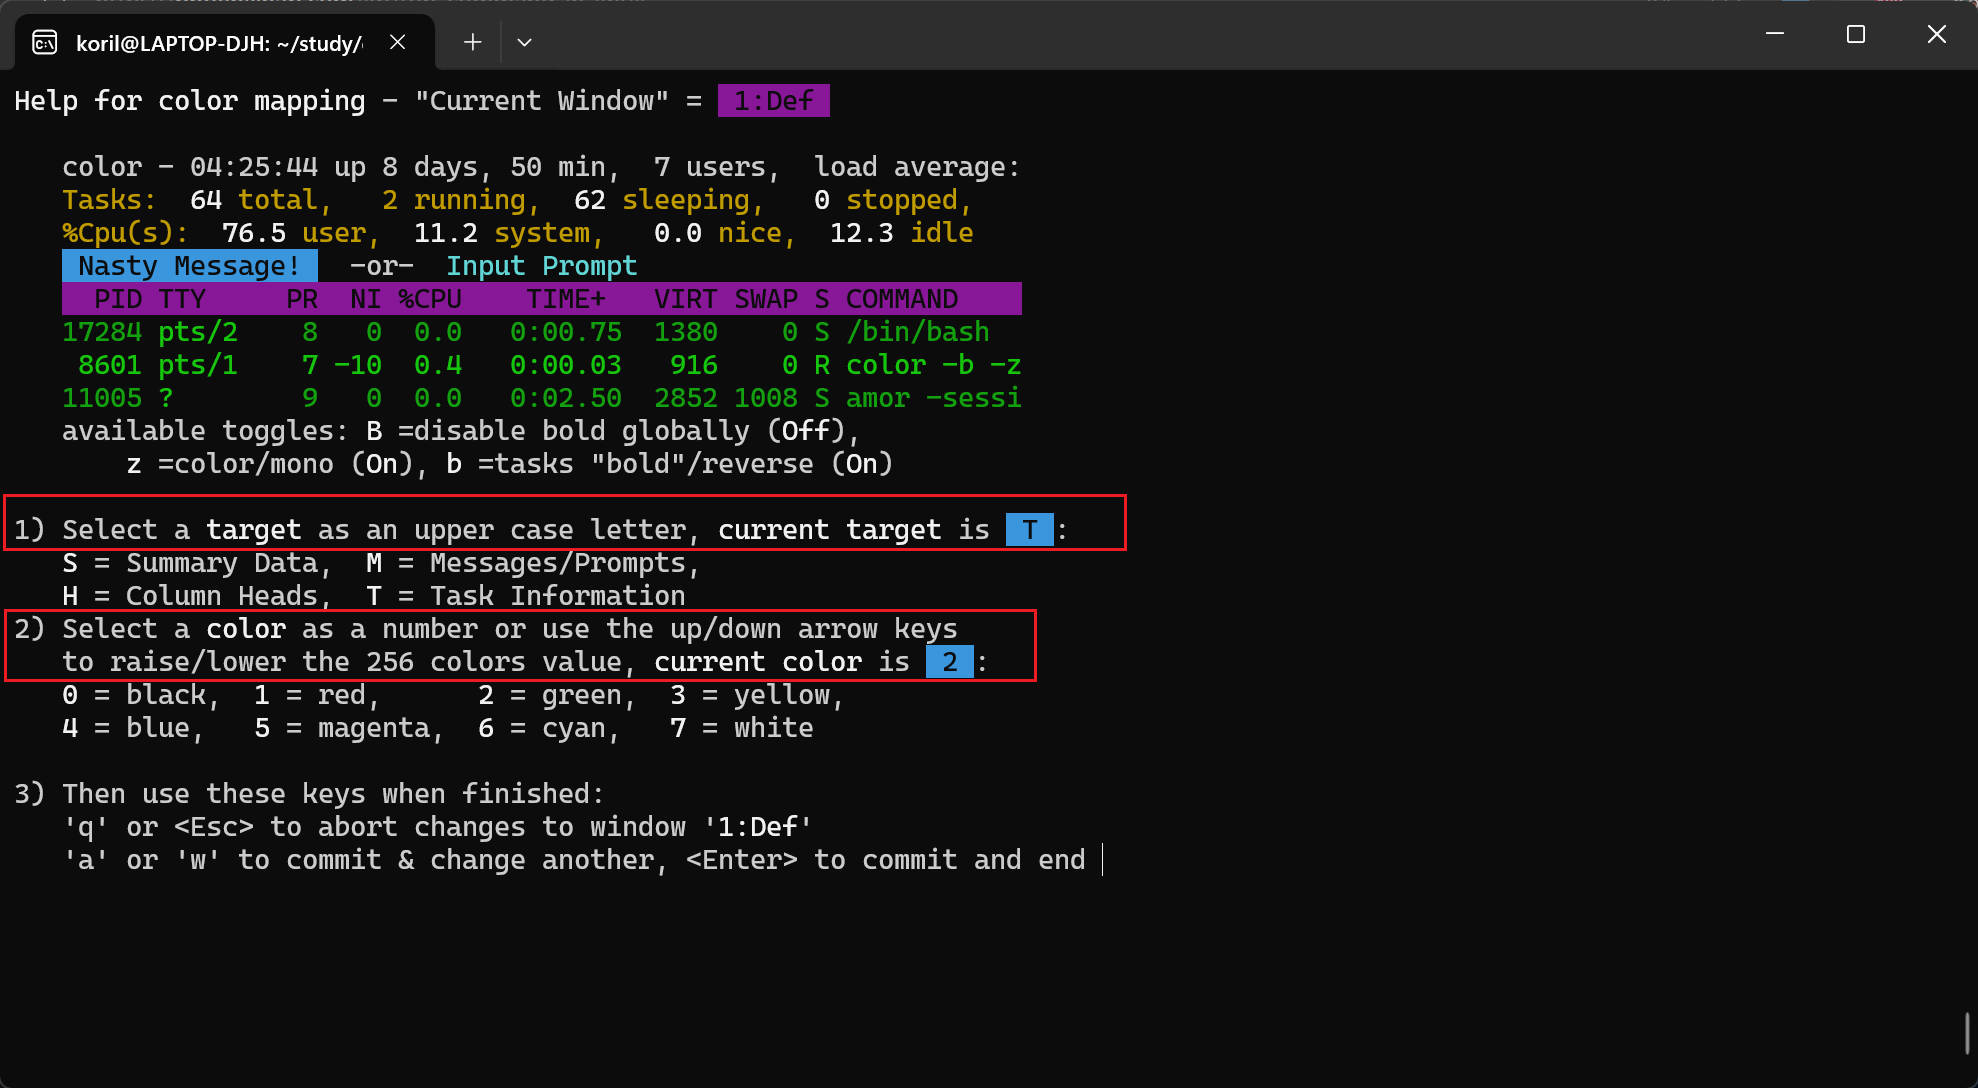 koril@LAPTOP-DJH: ~/study/
Help for color mapping - "Current Window" = 1:Def
color - 04:25:44 up 8 days, 50 min,  7 users,  load average:
Tasks:  64 total,   2 running,  62 sleeping,   0 stopped,
%Cpu(s):  76.5 user,  11.2 system,   0.0 nice,  12.3 idle
Nasty Message!  -or-  Input Prompt
PID TTY     PR  NI %CPU    TIME+   VIRT SWAP S COMMAND
17284 pts/2    8   0  0.0   0:00.75  1380    0 S /bin/bash
8601 pts/1    7 -10  0.4   0:00.03   916    0 R color -b -z
11005 ?        9   0  0.0   0:02.50  2852 1008 S amor -sessi
available toggles: B =disable bold globally (Off),
z =color/mono (On), b =tasks "bold"/reverse (On)
1) Select a target as an upper case letter, current target is  T :
S = Summary Data,  M = Messages/Prompts,
H = Column Heads,  T = Task Information
2) Select a color as a number or use the up/down arrow keys
to raise/lower the 256 colors value, current color is  2 :
0 = black,  1 = red,      2 = green,  3 = yellow,
4 = blue,   5 = magenta,  6 = cyan,   7 = white
3) Then use these keys when finished:
'q' or <Esc> to abort changes to window '1:Def'
'a' or 'w' to commit & change another, <Enter> to commit and end